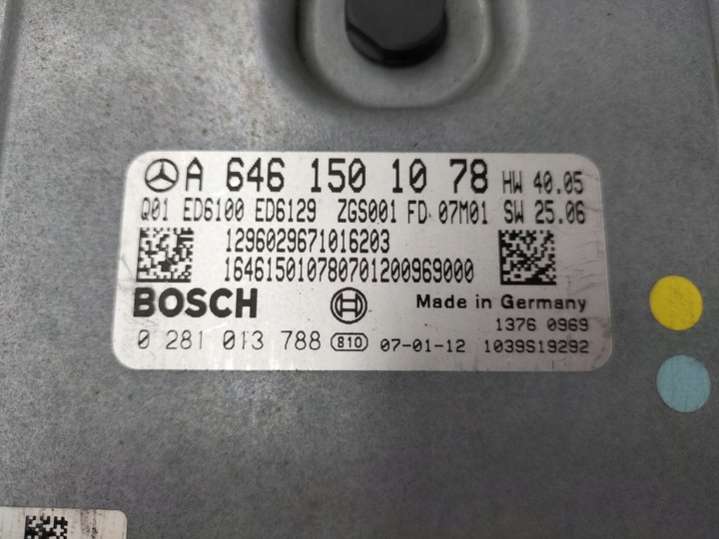 A 646 150 10 78 HW 40.05
Q01 ED6100 ED6129 ZGS001 FD 07M01 SW 25.06
1296029671016203
16461501078070120096900​0
BOSCH Made in Germany
1376 0969
0 281 013 788 810 07-01-12 1039S19292